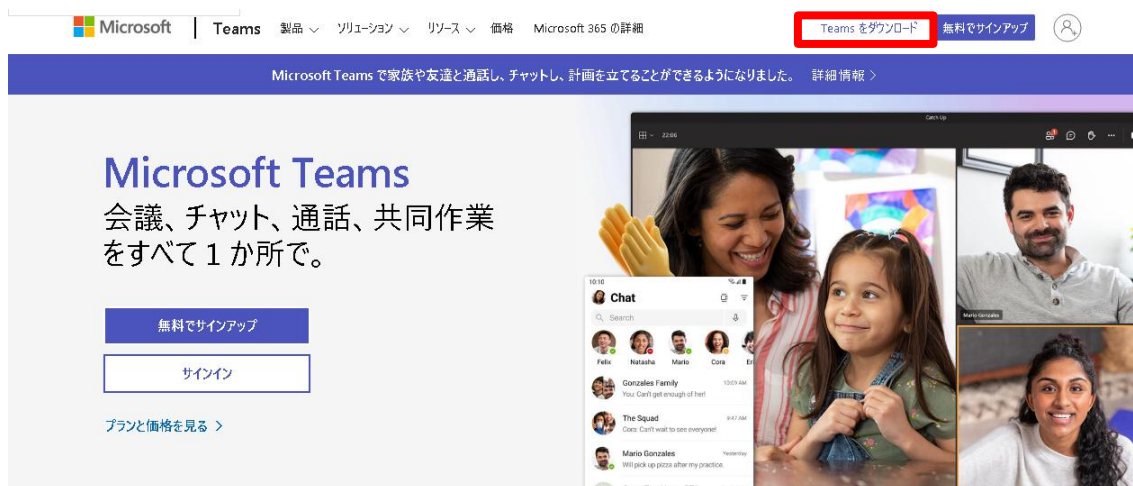 Microsoft Teams 製品 ソリューション リソース 価格 Microsoft 365 の詳細 Teams をダウンロード 無料でサインアップ
Microsoft Teams で家族や友達と通話し、チャットし、計画を立てることができるようになりました。 詳細情報 >
Catch Up
22:06
Microsoft Teams
会議、チャット、通話、共同作業
をすべて 1 か所で。
無料でサインアップ
サインイン
プランと価格を見る >
10:10
Chat
Search
Felix Natasha Mario Cora
Gonzales Family 10:09 AM
You: Can't get enough of her!
The Squad 8:47 AM
Cora: Can't wait to see everyone!
Mario Gonzales Yesterday
Will pick up pizza after my practice.
Mario Gonzales